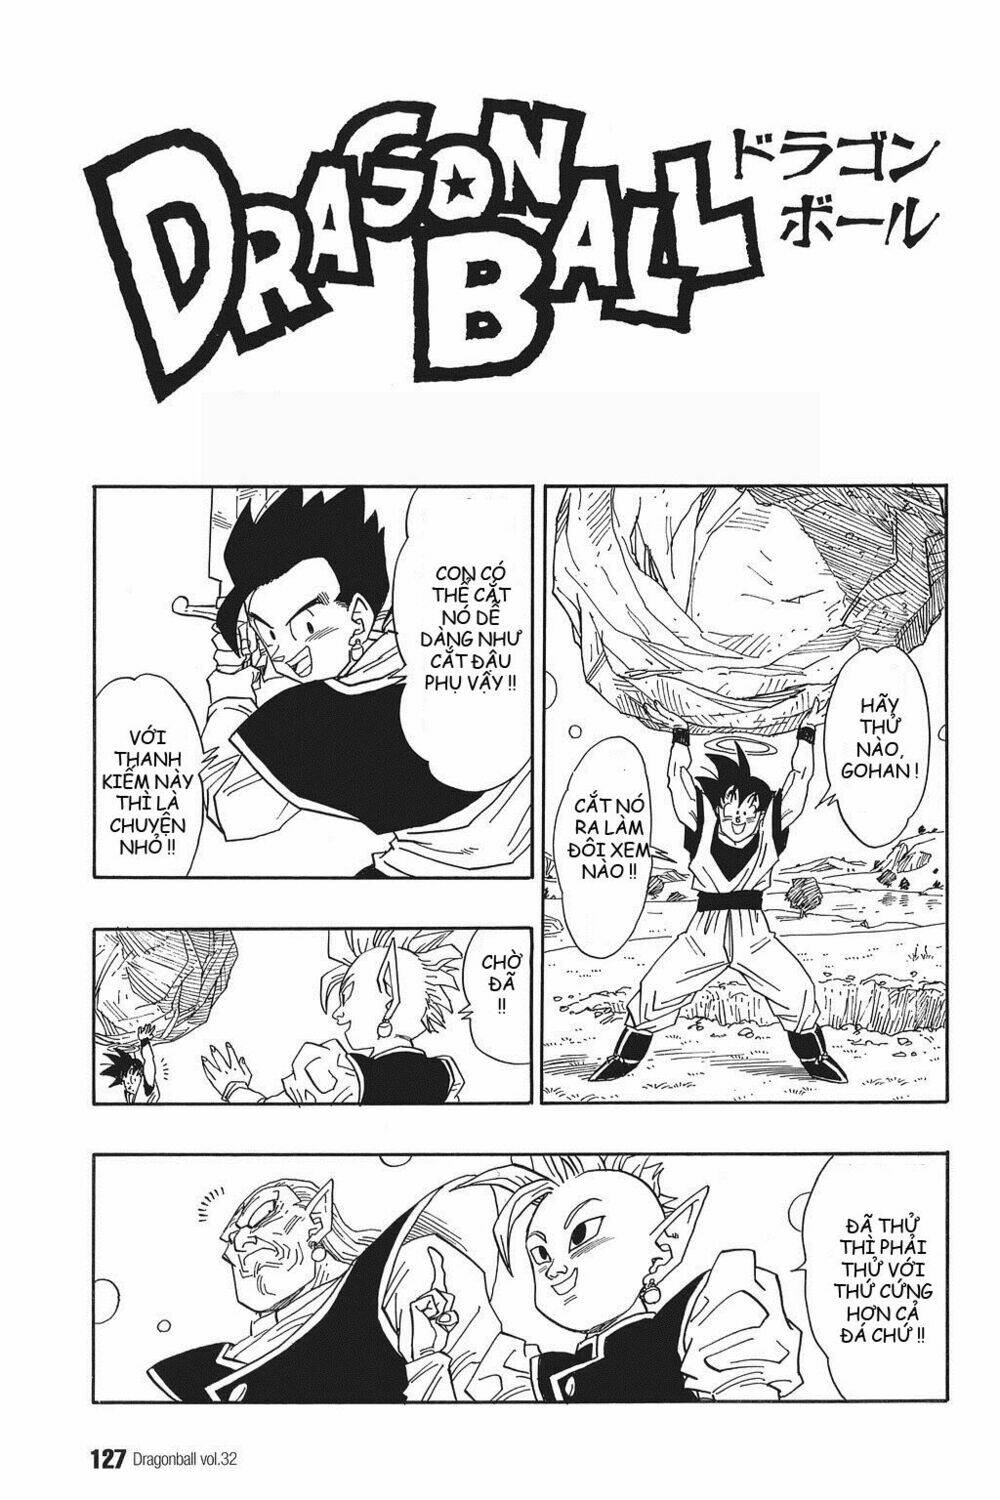 DRAGON
BALL
ドラゴン
ボール
HÃY
THỬ
NÀO,
GOHAN !
CẮT NÓ
RA LÀM
ĐÔI XEM
NÀO !!
CON CÓ
THỂ CẮT
NÓ DỄ
DÀNG NHƯ
CẮT ĐẬU
PHỤ VẬY !!
VỚI
THANH
KIẾM NÀY
THÌ LÀ
CHUYỆN
NHỎ !!
CHỜ
ĐÃ
!!
ĐÃ THỬ
THÌ PHẢI
THỬ VỚI
THỨ CỨNG
HƠN CẢ
ĐÁ CHỨ !!
127 Dragonball vol.32